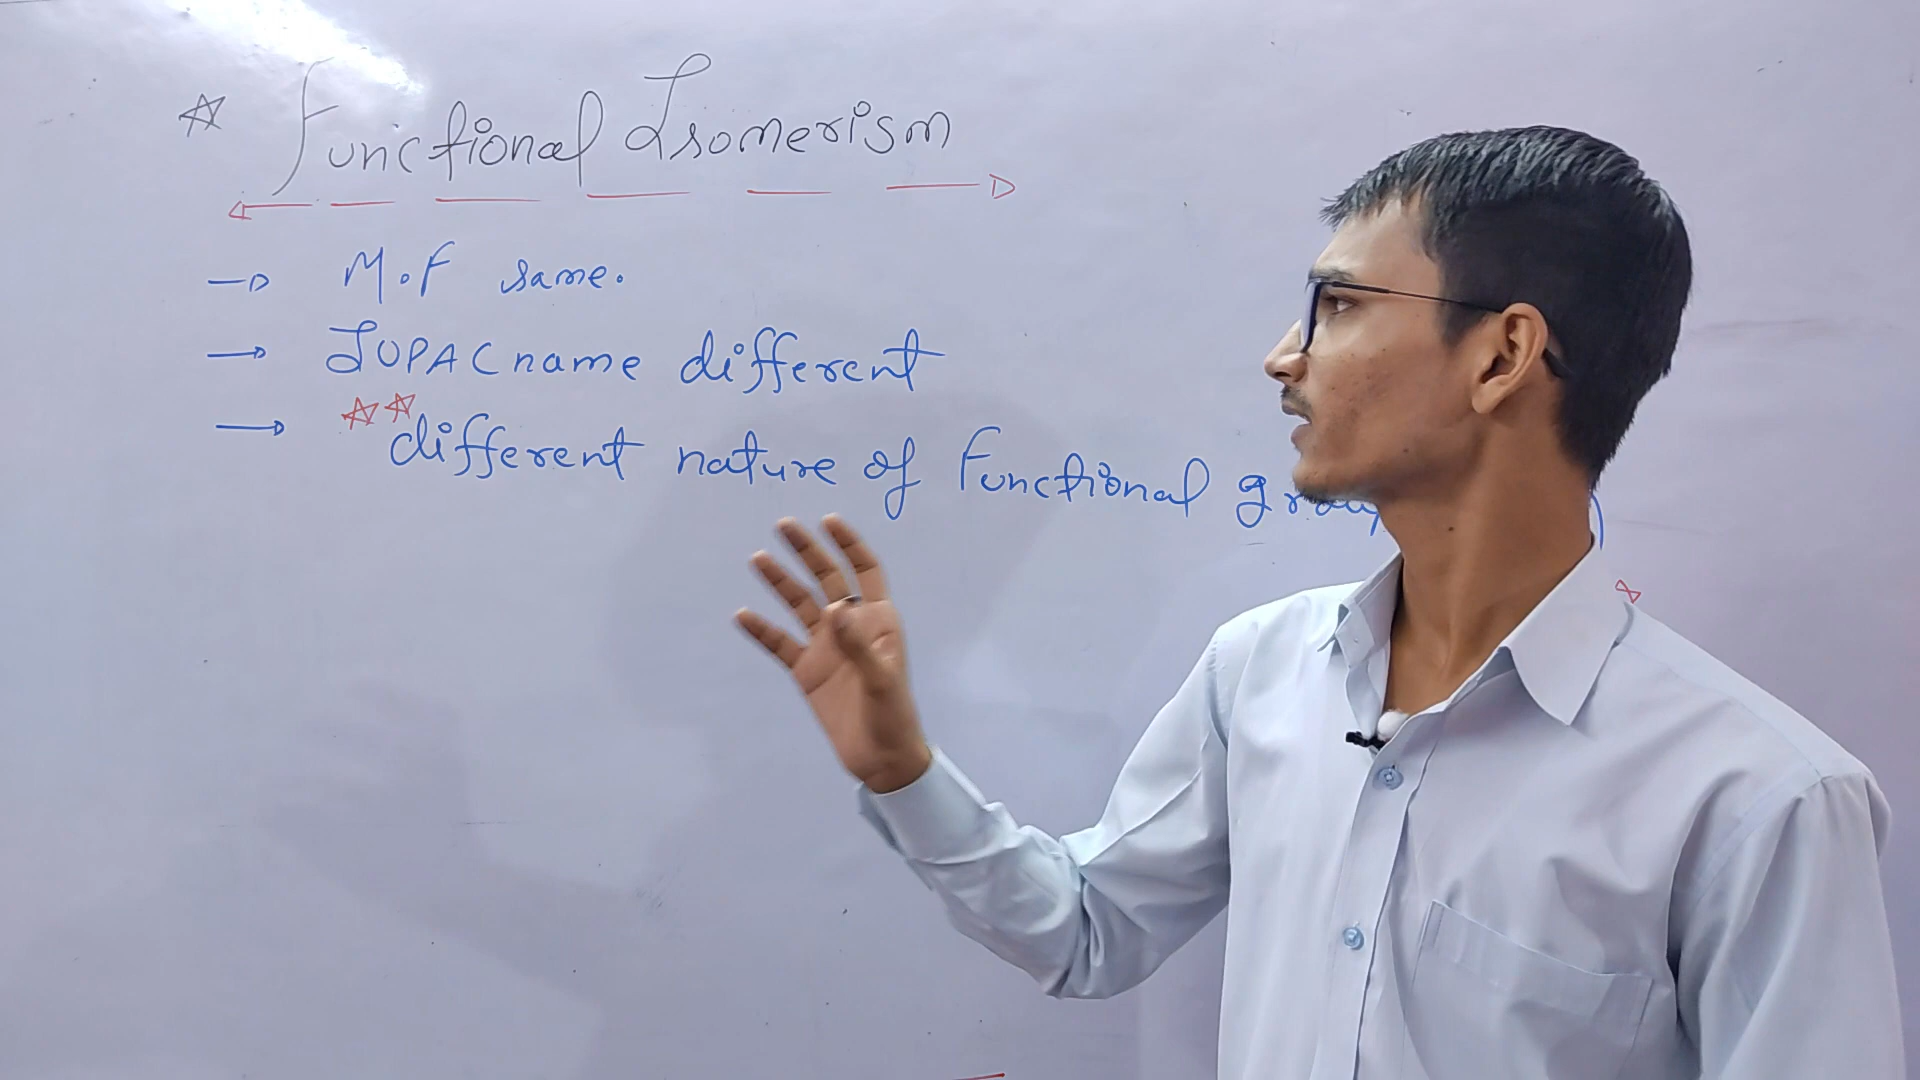 Functional Isomerism
M.F same.
IUPAC name different
different nature of Functional group